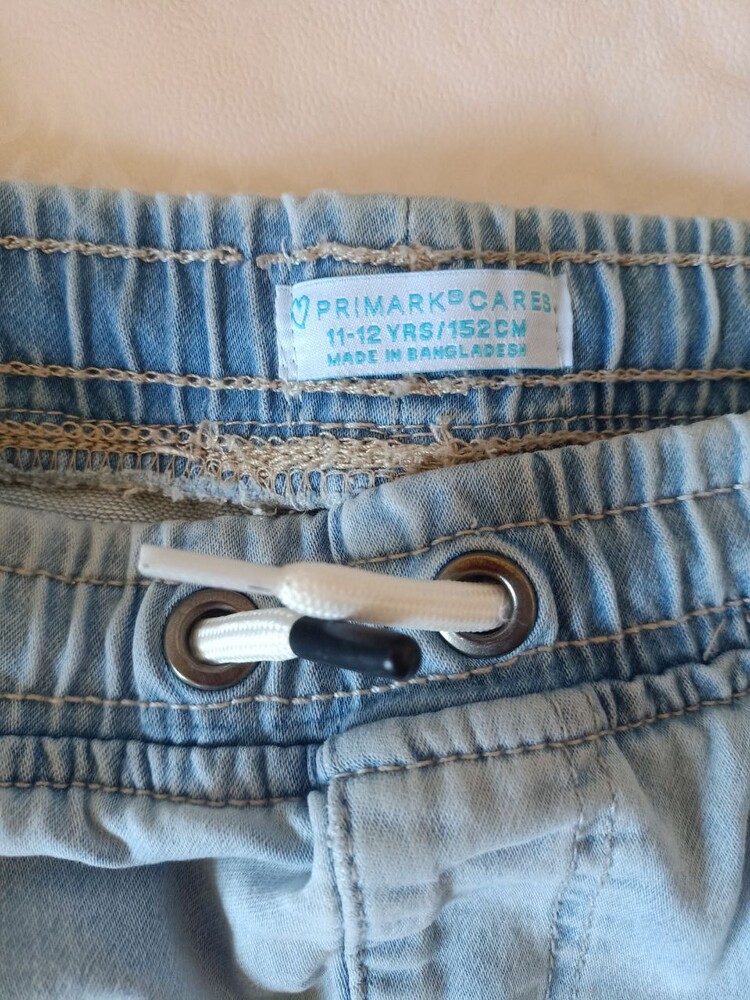 PRIMARK CARES
11-12 YRS/152CM
MADE IN BANGLADESH